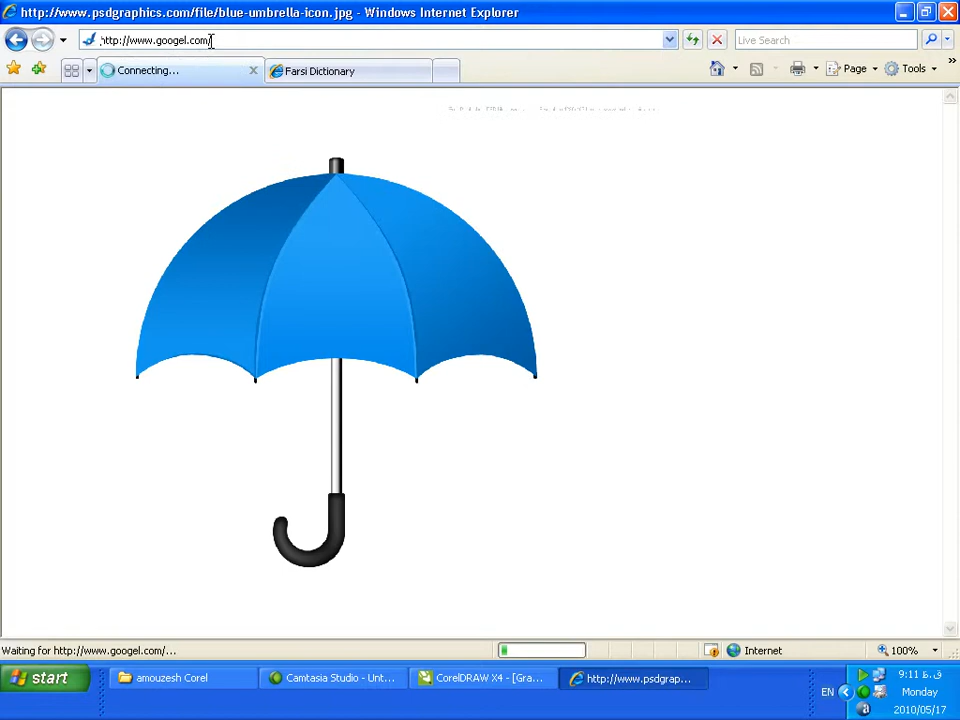 http://www.psdgraphics.com/file/blue-umbrella-icon.jpg - Windows Internet Explorer
http://www.googel.com/
Live Search
Connecting...
Farsi Dictionary
Page
Tools
Waiting for http://www.googel.com/...
Internet
100%
start
amouzesh Corel
Camtasia Studio - Unt...
CorelDRAW X4 - [Gra...
http://www.psdgrap...
EN
9:11 ق.ظ
Monday
2010/05/17